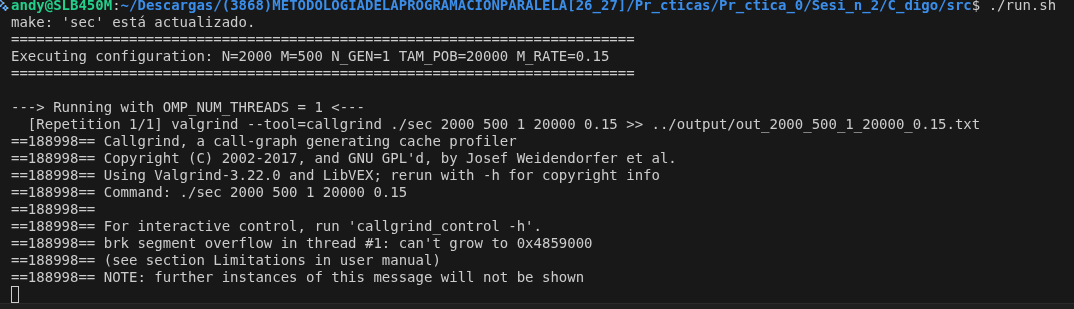 andy@SLB450M:~/Descargas/(3868)METODOLOGIADELAPROGRAMACIONPARALELA[26_27]/Pr_cticas/Pr_ctica_0/Sesi_n_2/C_digo/src$ ./run.sh
make: 'sec' está actualizado.
==========================================================================
Executing configuration: N=2000 M=500 N_GEN=1 TAM_POB=20000 M_RATE=0.15
==========================================================================
---> Running with OMP_NUM_THREADS = 1 <---
[Repetition 1/1] valgrind --tool=callgrind ./sec 2000 500 1 20000 0.15 >> ../output/out_2000_500_1_20000_0.15.txt
==188998== Callgrind, a call-graph generating cache profiler
==188998== Copyright (C) 2002-2017, and GNU GPL'd, by Josef Weidendorfer et al.
==188998== Using Valgrind-3.22.0 and LibVEX; rerun with -h for copyright info
==188998== Command: ./sec 2000 500 1 20000 0.15
==188998==
==188998== For interactive control, run 'callgrind_control -h'.
==188998== brk segment overflow in thread #1: can't grow to 0x4859000
==188998== (see section Limitations in user manual)
==188998== NOTE: further instances of this message will not be shown